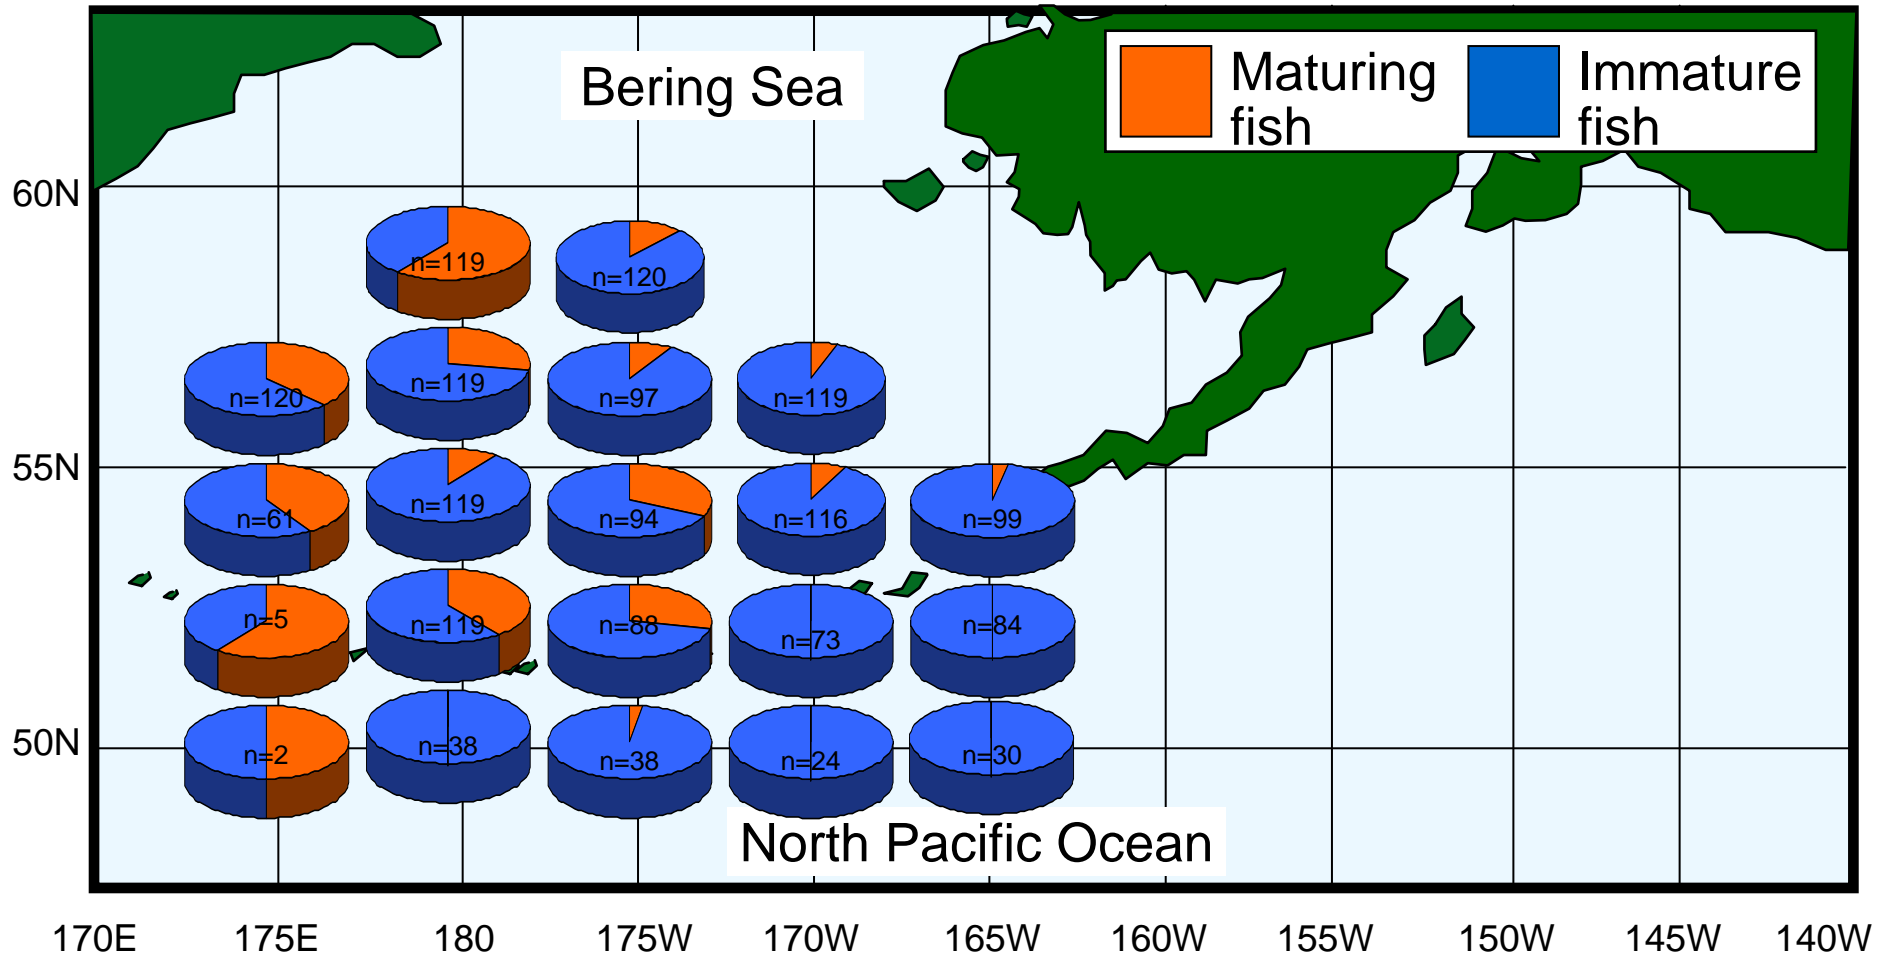 Bering Sea
Maturing
fish
Immature
fish
60N
n=119
n=120
n=120
n=119
n=97
n=119
55N
n=61
n=119
n=94
n=116
n=99
n=5
n=119
n=88
n=73
n=84
50N
n=2
n=38
n=38
n=24
n=30
North Pacific Ocean
170E 175E 180 175W 170W 165W 160W 155W 150W 145W 140W